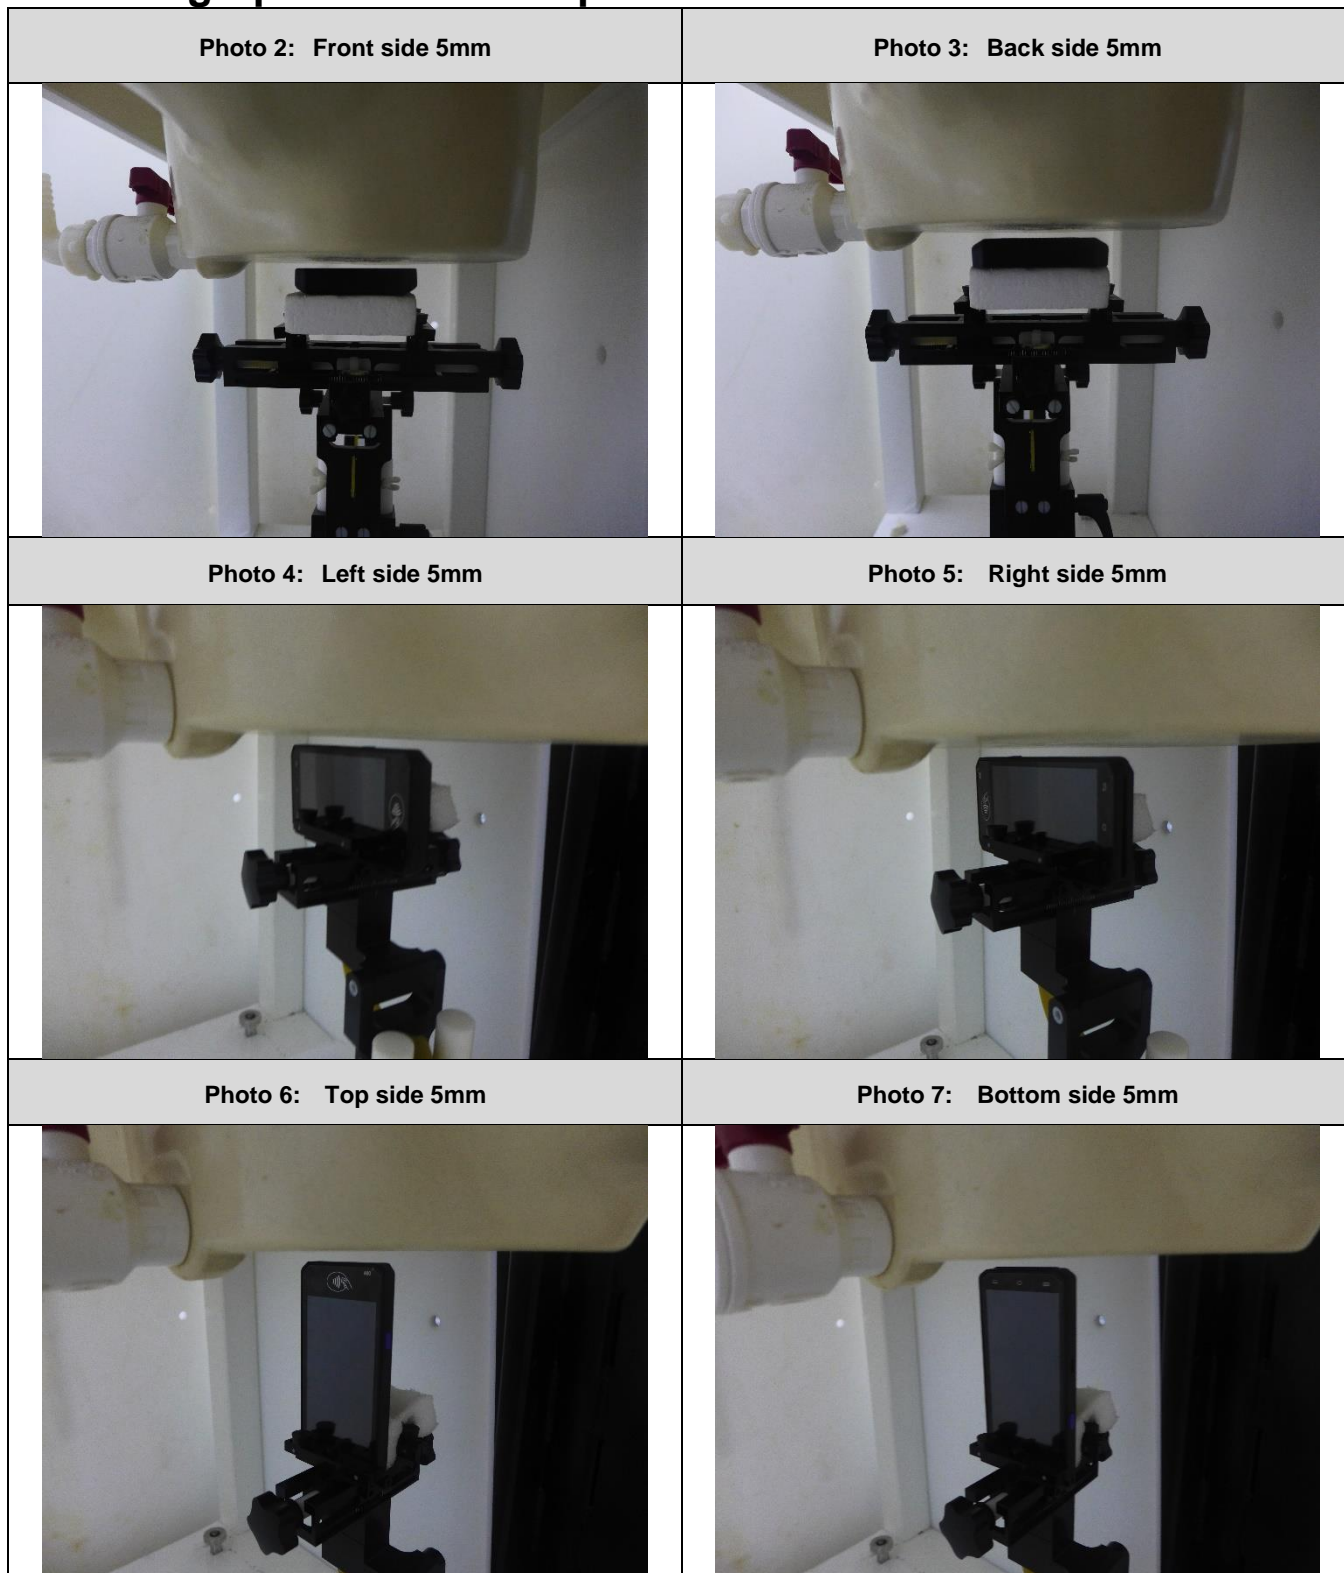 Photo 2: Front side 5mm
Photo 3: Back side 5mm
Photo 4: Left side 5mm
Photo 5: Right side 5mm
Photo 6: Top side 5mm
Photo 7: Bottom side 5mm